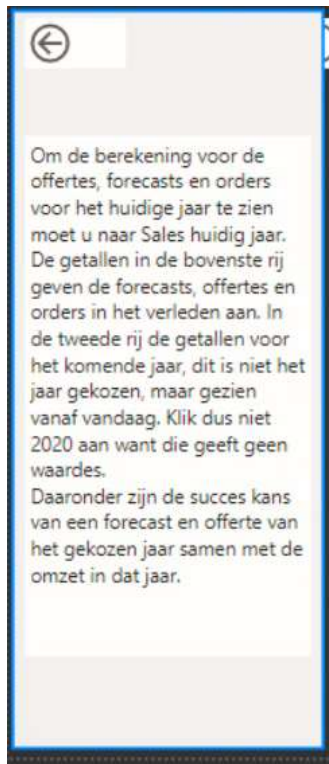 Om de berekening voor de
offertes, forecasts en orders
voor het huidige jaar te zien
moet u naar Sales huidig jaar.
De getallen in de bovenste rij
geven de forecasts, offertes en
orders in het verleden aan. In
de tweede rij de getallen voor
het komende jaar, dit is niet het
jaar gekozen, maar gezien
vanaf vandaag. Klik dus niet
2020 aan want die geeft geen
waardes.
Daaronder zijn de succes kans
van een forecast en offerte van
het gekozen jaar samen met de
omzet in dat jaar.